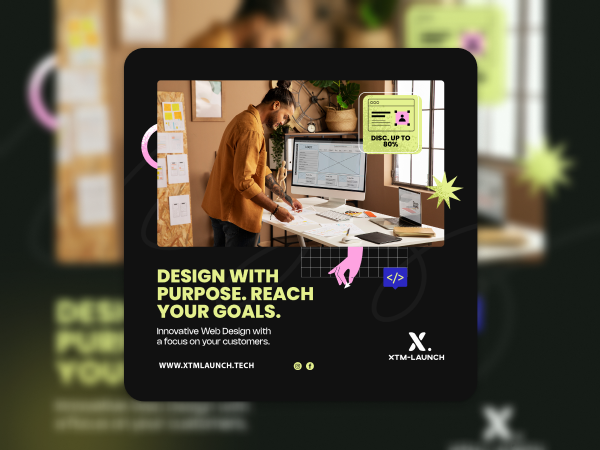 DISC. UP TO
80%
DESIGN WITH
PURPOSE. REACH
YOUR GOALS.
Innovative Web Design with
a focus on your customers.
WWW.XTMLAUNCH.TECH
X.
XTM-LAUNCH